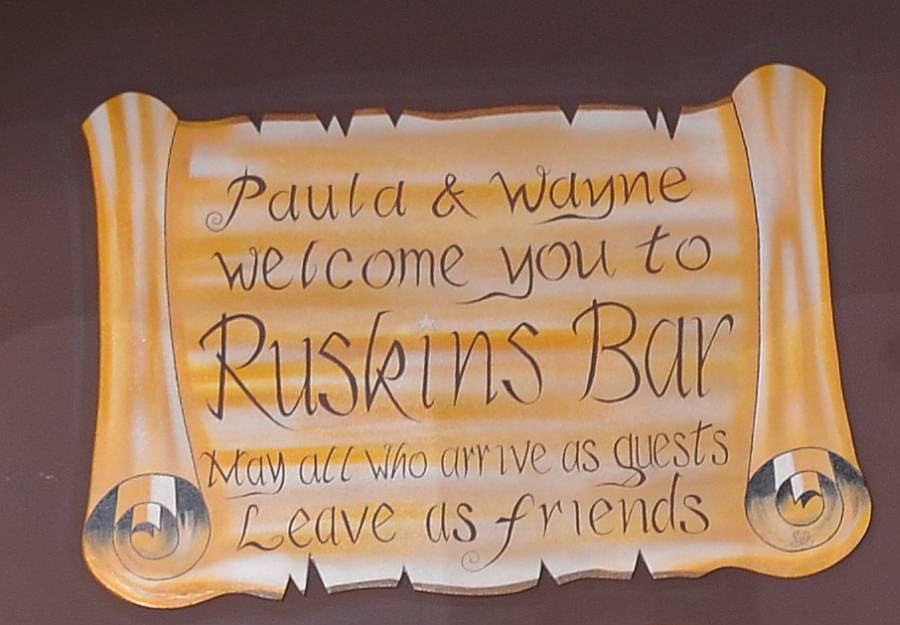 Paula & Wayne
welcome you to
Ruskins Bar
May all who arrive as guests
Leave as friends